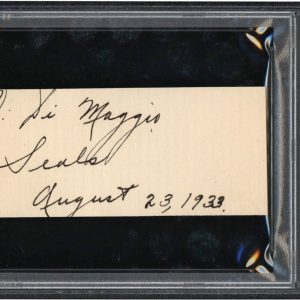 Di Maggio
Seals
August 23, 1933.